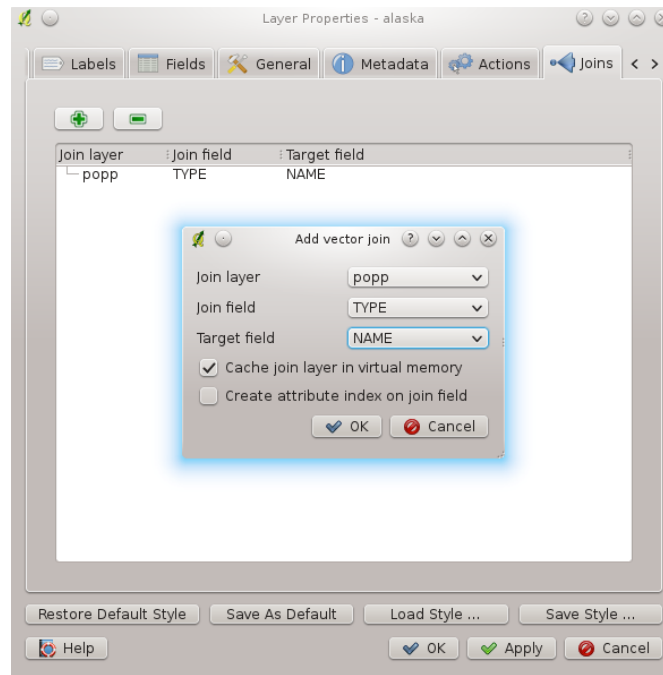 Layer Properties - alaska
Labels Fields General Metadata Actions Joins
Join layer Join field Target field
popp TYPE NAME
Add vector join
Join layer popp
Join field TYPE
Target field NAME
Cache join layer in virtual memory
Create attribute index on join field
OK Cancel
Restore Default Style Save As Default Load Style ... Save Style ...
Help OK Apply Cancel